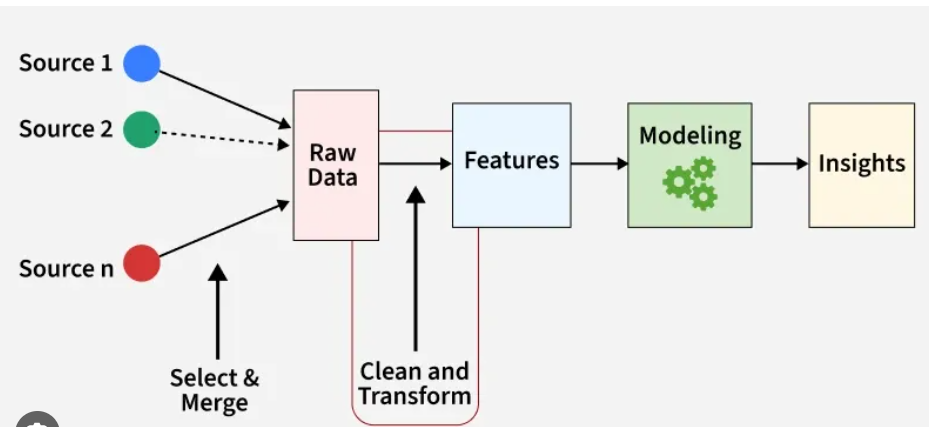 Source 1
Source 2
Source n
Select &
Merge
Raw
Data
Clean and
Transform
Features
Modeling
Insights